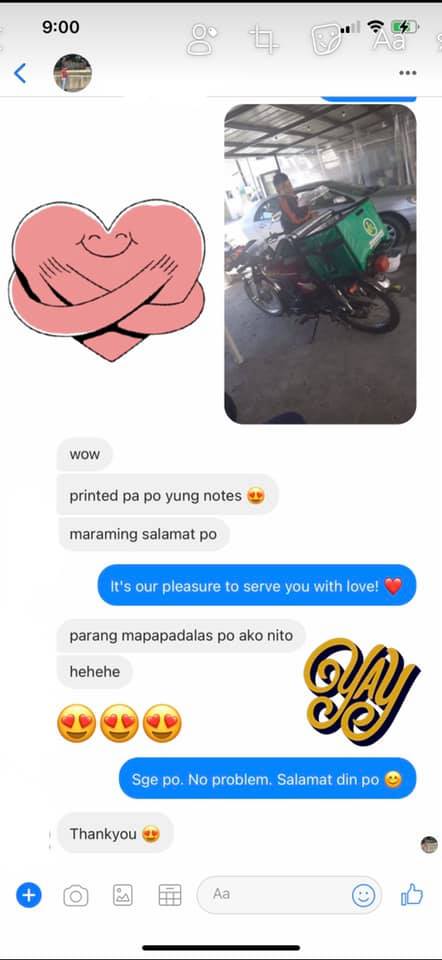 9:00
Aa
wow
printed pa po yung notes 😍
maraming salamat po
It's our pleasure to serve you with love! ❤️
parang mapapadalas po ako nito
hehehe
YAY
😍😍😍
Sge po. No problem. Salamat din po 😊
Thankyou 😍
Aa